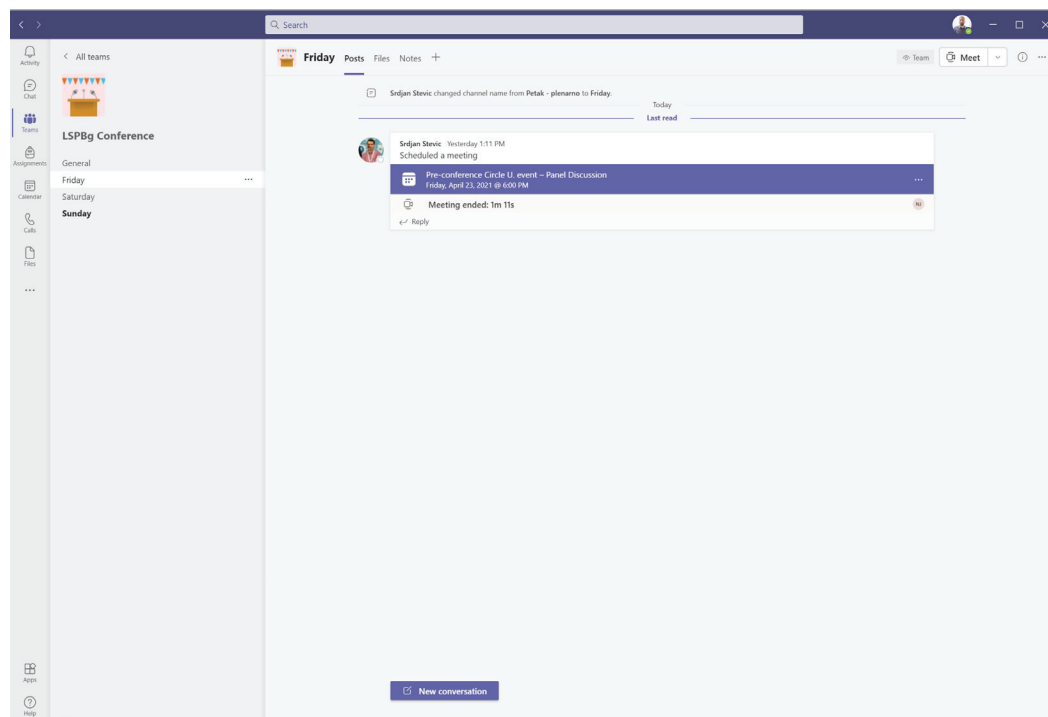 Search
Activity
Chat
Teams
Assignments
Calendar
Calls
Files
Apps
Help
All teams
LSPBg Conference
General
Friday
Saturday
Sunday
Friday Posts Files Notes
Team
Meet
Srdjan Stevic changed channel name from Petak - plenarno to Friday.
Today
Last read
Srdjan Stevic Yesterday 1:11 PM
Scheduled a meeting
Pre-conference Circle U. event – Panel Discussion
Friday, April 23, 2021 @ 6:00 PM
Meeting ended: 1m 11s
NJ
Reply
New conversation